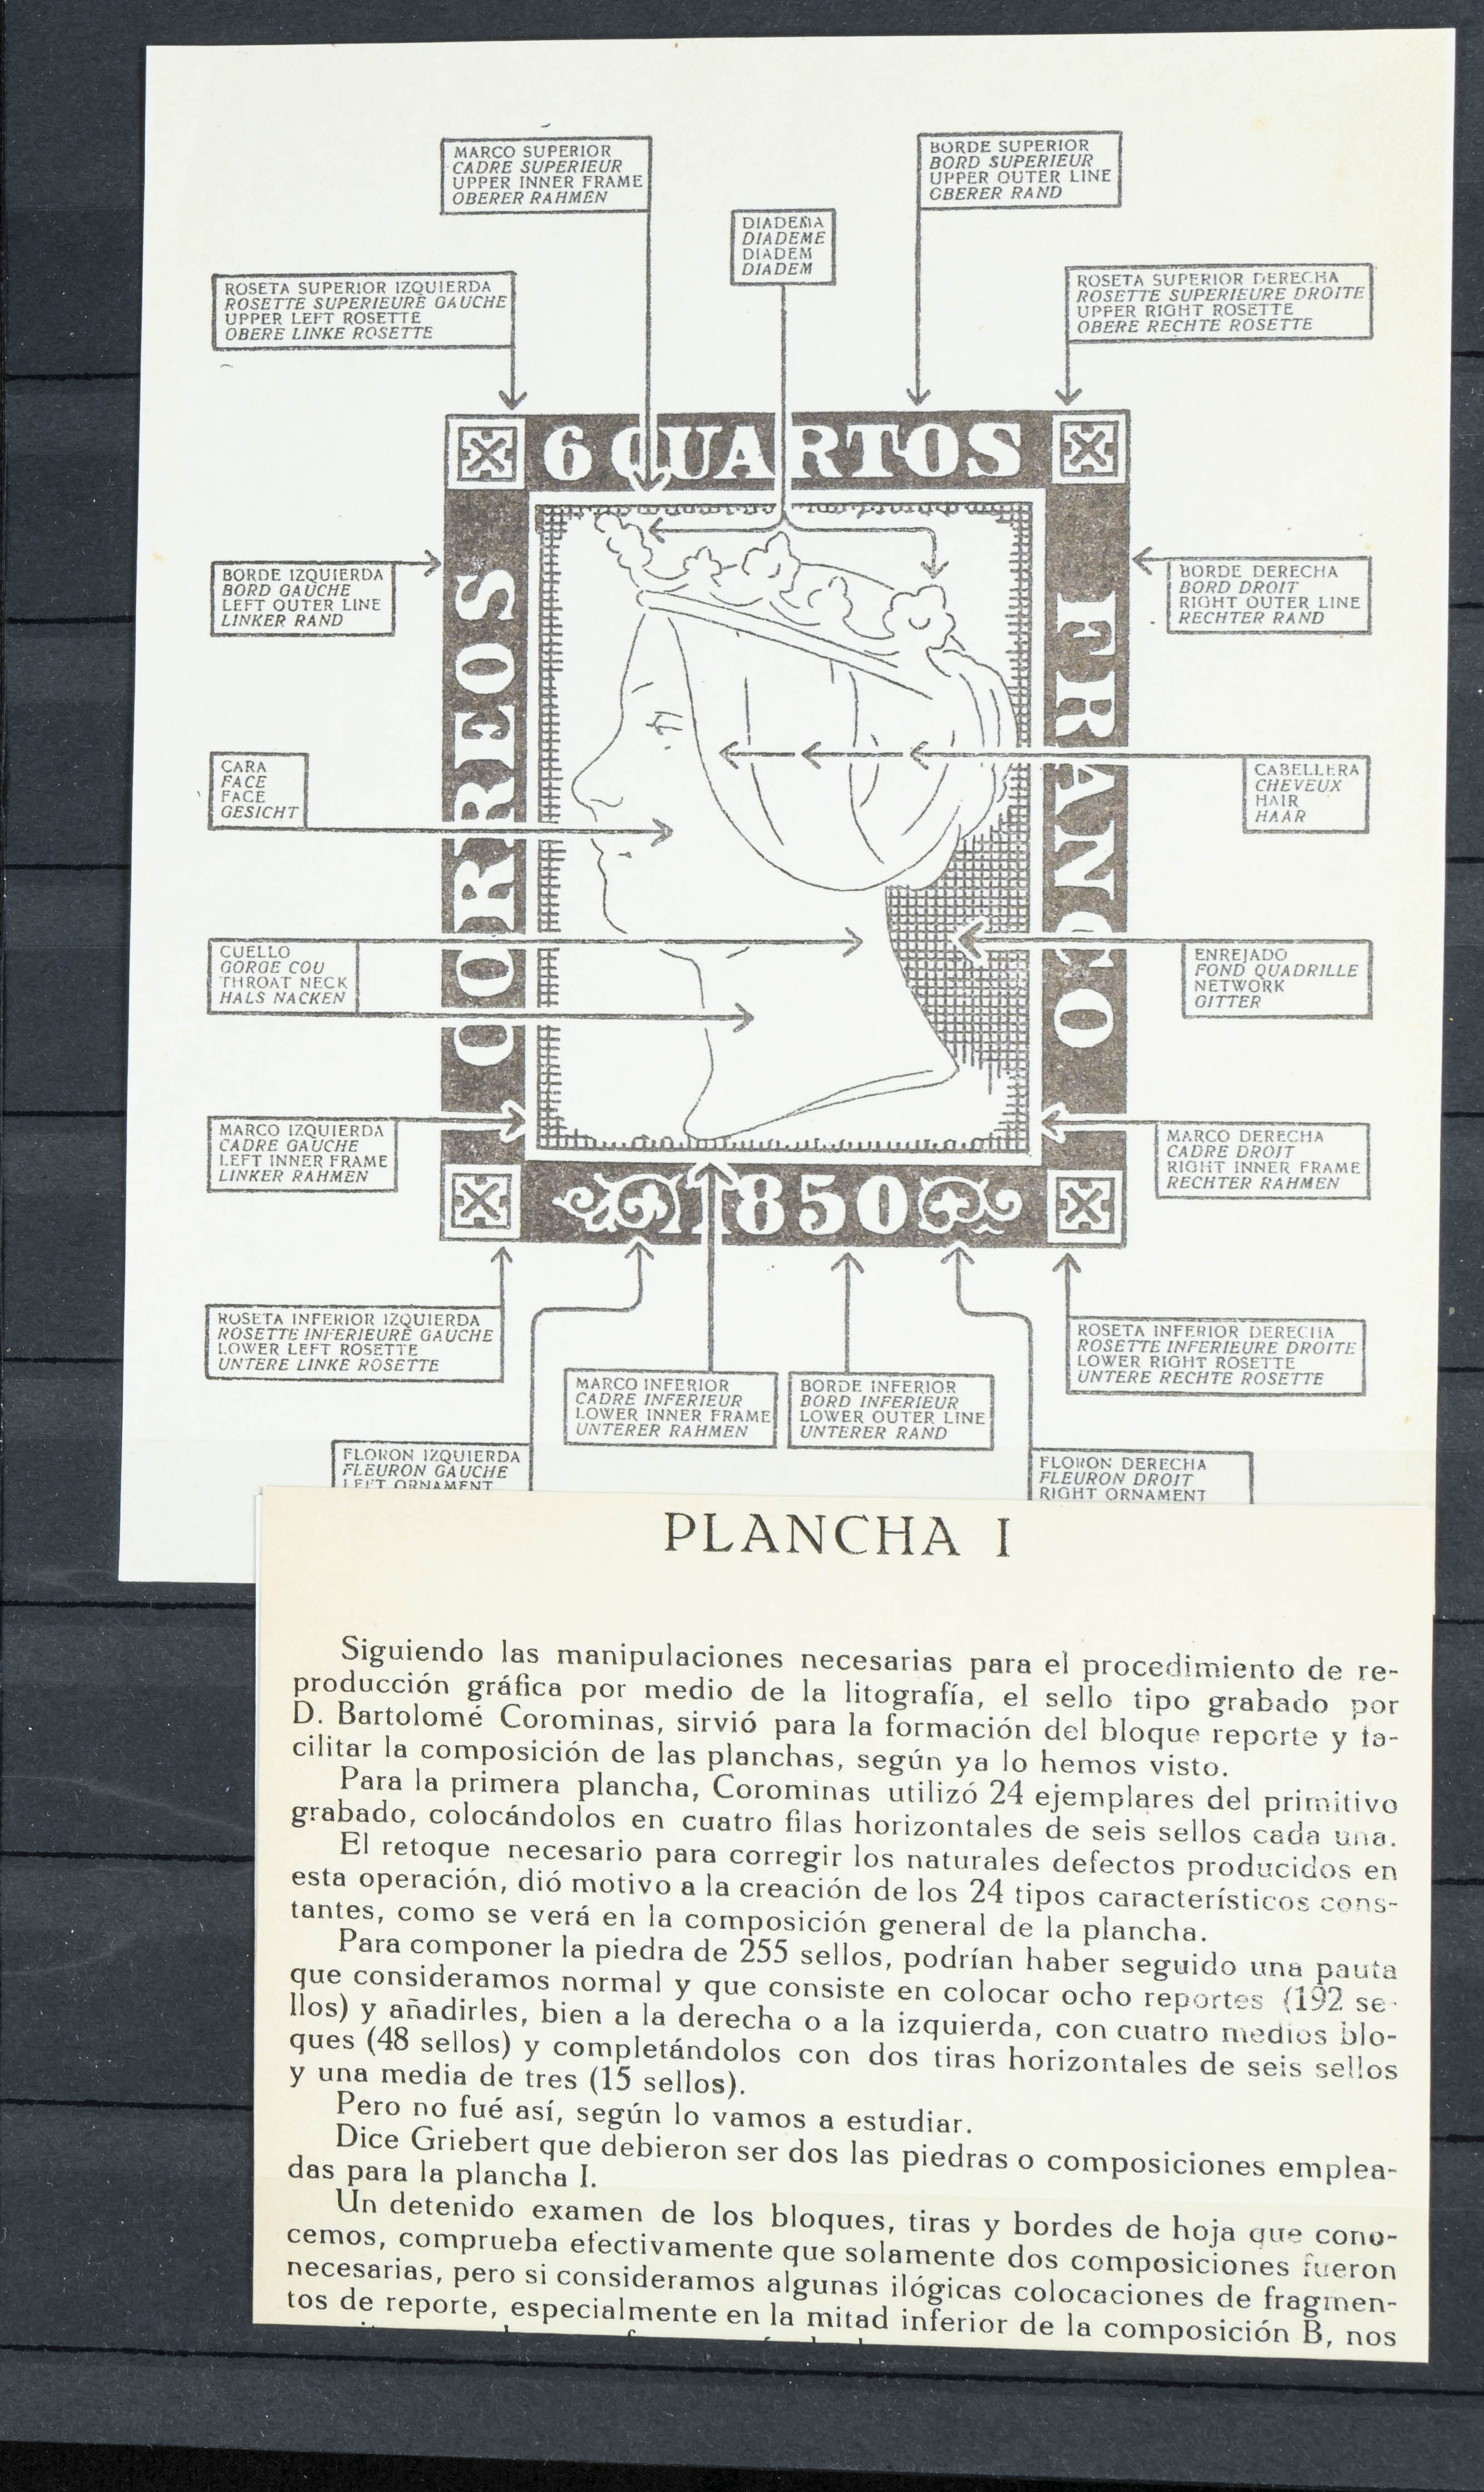 MARCO SUPERIOR
CADRE SUPERIEUR
UPPER INNER FRAME
OBERER RAHMEN
BORDE SUPERIOR
BORD SUPERIEUR
UPPER OUTER LINE
OBERER RAND
DIADEMA
DIADEME
DIADEM
DIADEM
ROSETA SUPERIOR IZQUIERDA
ROSETTE SUPERIEURE GAUCHE
UPPER LEFT ROSETTE
OBERE LINKE ROSETTE
ROSETA SUPERIOR DERECHA
ROSETTE SUPERIEURE DROITE
UPPER RIGHT ROSETTE
OBERE RECHTE ROSETTE
6 CUARTOS
CORREOS
FRANCO
BORDE IZQUIERDA
BORD GAUCHE
LEFT OUTER LINE
LINKER RAND
BORDE DERECHA
BORD DROIT
RIGHT OUTER LINE
RECHTER RAND
CARA
FACE
FACE
GESICHT
CABELLERA
CHEVEUX
HAIR
HAAR
CUELLO
GORGE COU
THROAT NECK
HALS NACKEN
ENREJADO
FOND QUADRILLE
NETWORK
GITTER
MARCO IZQUIERDA
CADRE GAUCHE
LEFT INNER FRAME
LINKER RAHMEN
MARCO DERECHA
CADRE DROIT
RIGHT INNER FRAME
RECHTER RAHMEN
1850
ROSETA INFERIOR IZQUIERDA
ROSETTE INFERIEURE GAUCHE
LOWER LEFT ROSETTE
UNTERE LINKE ROSETTE
ROSETA INFERIOR DERECHA
ROSETTE INFERIEURE DROITE
LOWER RIGHT ROSETTE
UNTERE RECHTE ROSETTE
MARCO INFERIOR
CADRE INFERIEUR
LOWER INNER FRAME
UNTERER RAHMEN
BORDE INFERIOR
BORD INFERIEUR
LOWER OUTER LINE
UNTERER RAND
FLORON IZQUIERDA
FLEURON GAUCHE
LEFT ORNAMENT
FLORON DERECHA
FLEURON DROIT
RIGHT ORNAMENT
PLANCHA I
Siguiendo las manipulaciones necesarias para el procedimiento de re-
producción gráfica por medio de la litografía, el sello tipo grabado por
D. Bartolomé Corominas, sirvió para la formación del bloque reporte y fa-
cilitar la composición de las planchas, según ya lo hemos visto.
Para la primera plancha, Corominas utilizó 24 ejemplares del primitivo
grabado, colocándolos en cuatro filas horizontales de seis sellos cada una.
El retoque necesario para corregir los naturales defectos producidos en
esta operación, dió motivo a la creación de los 24 tipos característicos cons-
tantes, como se verá en la composición general de la plancha.
Para componer la piedra de 255 sellos, podrían haber seguido una pauta
que consideramos normal y que consiste en colocar ocho reportes (192 se-
llos) y añadirles, bien a la derecha o a la izquierda, con cuatro medios blo-
ques (48 sellos) y completándolos con dos tiras horizontales de seis sellos
y una media de tres (15 sellos).
Pero no fué así, según lo vamos a estudiar.
Dice Griebert que debieron ser dos las piedras o composiciones emplea-
das para la plancha I.
Un detenido examen de los bloques, tiras y bordes de hoja que cono-
cemos, comprueba efectivamente que solamente dos composiciones fueron
necesarias, pero si consideramos algunas ilógicas colocaciones de fragmen-
tos de reporte, especialmente en la mitad inferior de la composición B, nos